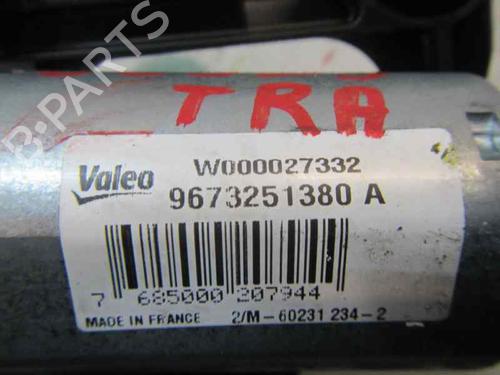 TRA
Valeo W000027332
9673251380 A
7 685000 207944
MADE IN FRANCE 2/M-60231 234-2
B-PARTS